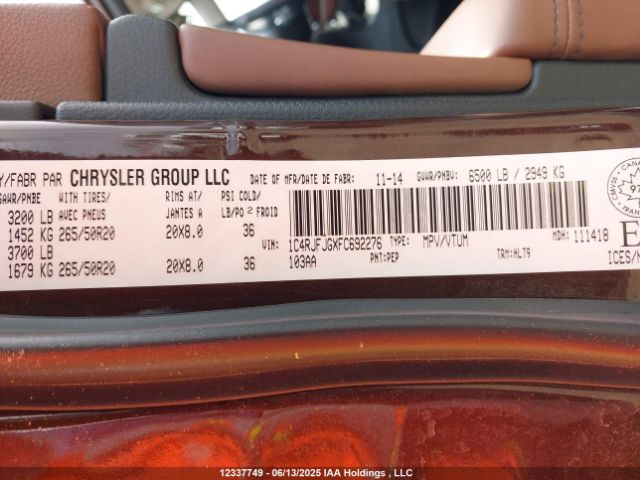 Y/FABR PAR CHRYSLER GROUP LLC DATE OF MFR/DATE DE FABR: 11-14 GVWR/PNBV: 6500 LB / 2949 KG
GAWR/PNBE WITH TIRES/ RIMS AT/ PSI COLD/
3200 LB AVEC PNEUS JANTES A LB/PO2 FROID
1452 KG 265/50R20 20X8.0 36
VIN: 1C4RJFJGXFC692276 TYPE: MPV/VTUM MDH: 111418
3700 LB 103AA PNT:PEP TRM:HLT9
1679 KG 265/50R20 20X8.0 36
12337749 - 06/13/2025 IAA Holdings , LLC